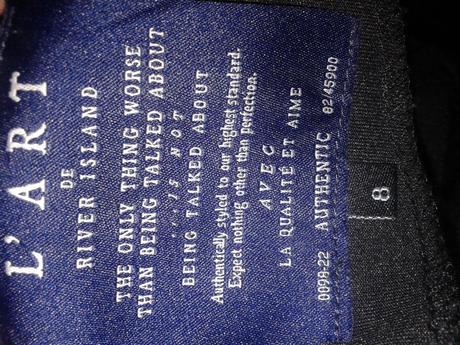 L'ART
DE
RIVER ISLAND
THE ONLY THING WORSE
THAN BEING TALKED ABOUT
...IS NOT
BEING TALKED ABOUT
Authentically styled to our highest standard.
Expect nothing other than perfection.
AVEC
LA QUALITÉ ET AIME
0098-22 AUTHENTIC 82/45900
8